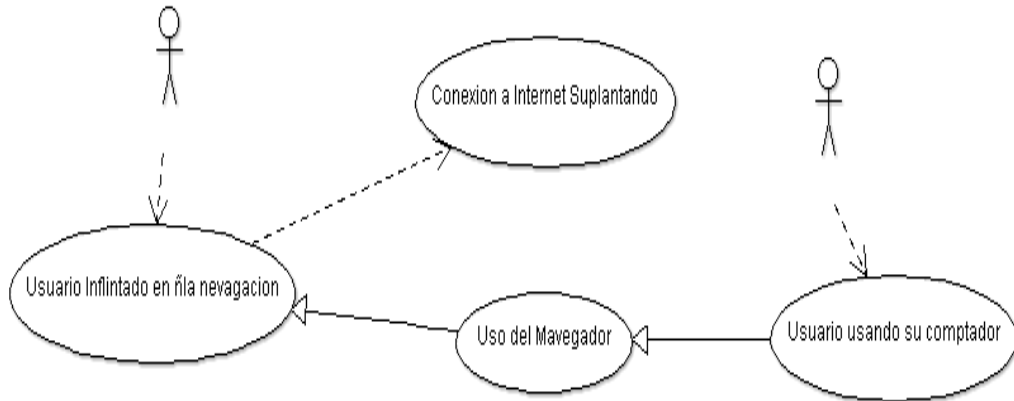 Conexion a Internet Suplantando
Usuario Inflintado en ñla nevagacion
Uso del Mavegador
Usuario usando su comptador